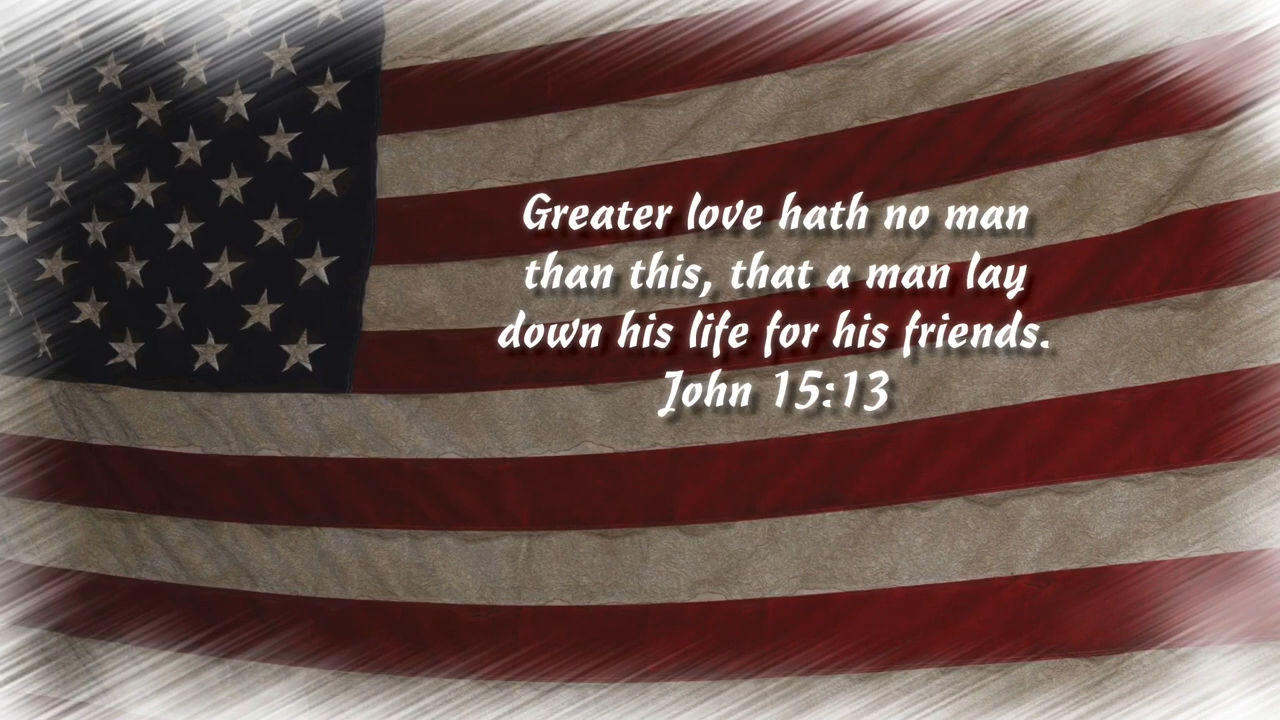 Greater love hath no man
than this, that a man lay
down his life for his friends.
John 15:13